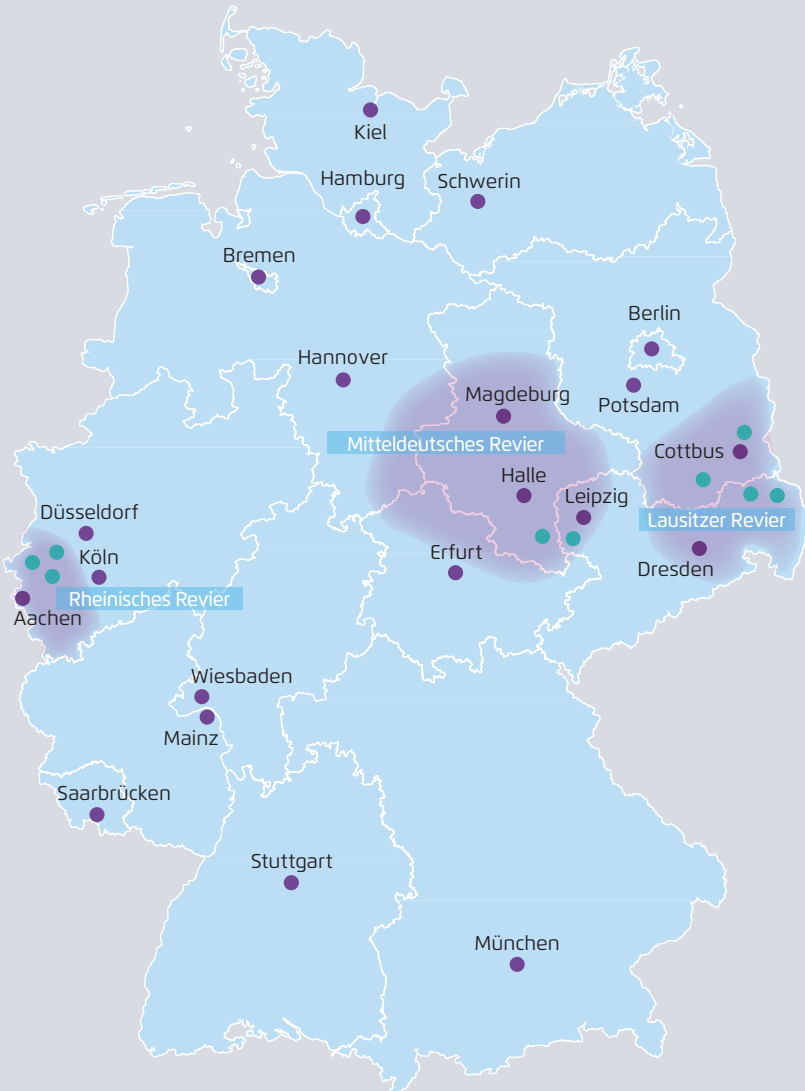 Kiel
Hamburg
Schwerin
Bremen
Berlin
Hannover
Potsdam
Magdeburg
Mitteldeutsches Revier
Cottbus
Halle
Leipzig
Düsseldorf
Lausitzer Revier
Köln
Erfurt
Dresden
Rheinisches Revier
Aachen
Wiesbaden
Mainz
Saarbrücken
Stuttgart
München